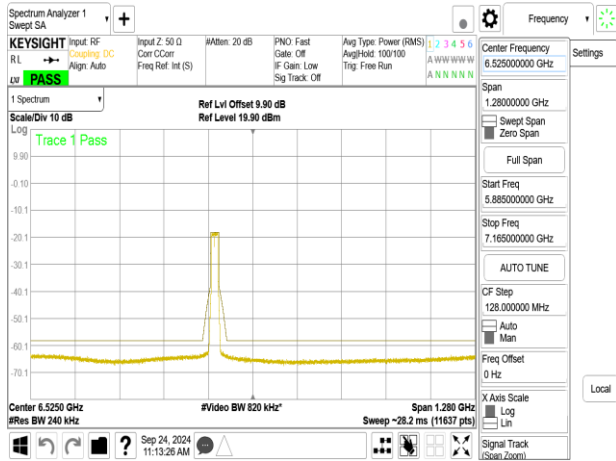 Spectrum Analyzer 1
Swept SA
Frequency
KEYSIGHT
RL
LXI
PASS
Input: RF
Coupling: DC
Align: Auto
Input Z: 50 Ω
Corr CCorr
Freq Ref: Int (S)
#Atten: 20 dB
PNO: Fast
Gate: Off
IF Gain: Low
Sig Track: Off
Avg Type: Power (RMS)
Avg|Hold: 100/100
Trig: Free Run
1 2 3 4 5 6
A W W W W W
A N N N N N
1 Spectrum
Scale/Div 10 dB
Ref Lvl Offset 9.90 dB
Ref Level 19.90 dBm
Log
Trace 1 Pass
9.90
-0.10
-10.1
-20.1
-30.1
-40.1
-50.1
-60.1
-70.1
Center 6.5250 GHz
#Res BW 240 kHz
#Video BW 820 kHz*
Span 1.280 GHz
Sweep ~28.2 ms (11637 pts)
Sep 24, 2024
11:13:26 AM
Center Frequency
6.525000000 GHz
Span
1.28000000 GHz
Swept Span
Zero Span
Full Span
Start Freq
5.885000000 GHz
Stop Freq
7.165000000 GHz
AUTO TUNE
CF Step
128.000000 MHz
Auto
Man
Freq Offset
0 Hz
X Axis Scale
Log
Lin
Signal Track
(Span Zoom)
Settings
Local